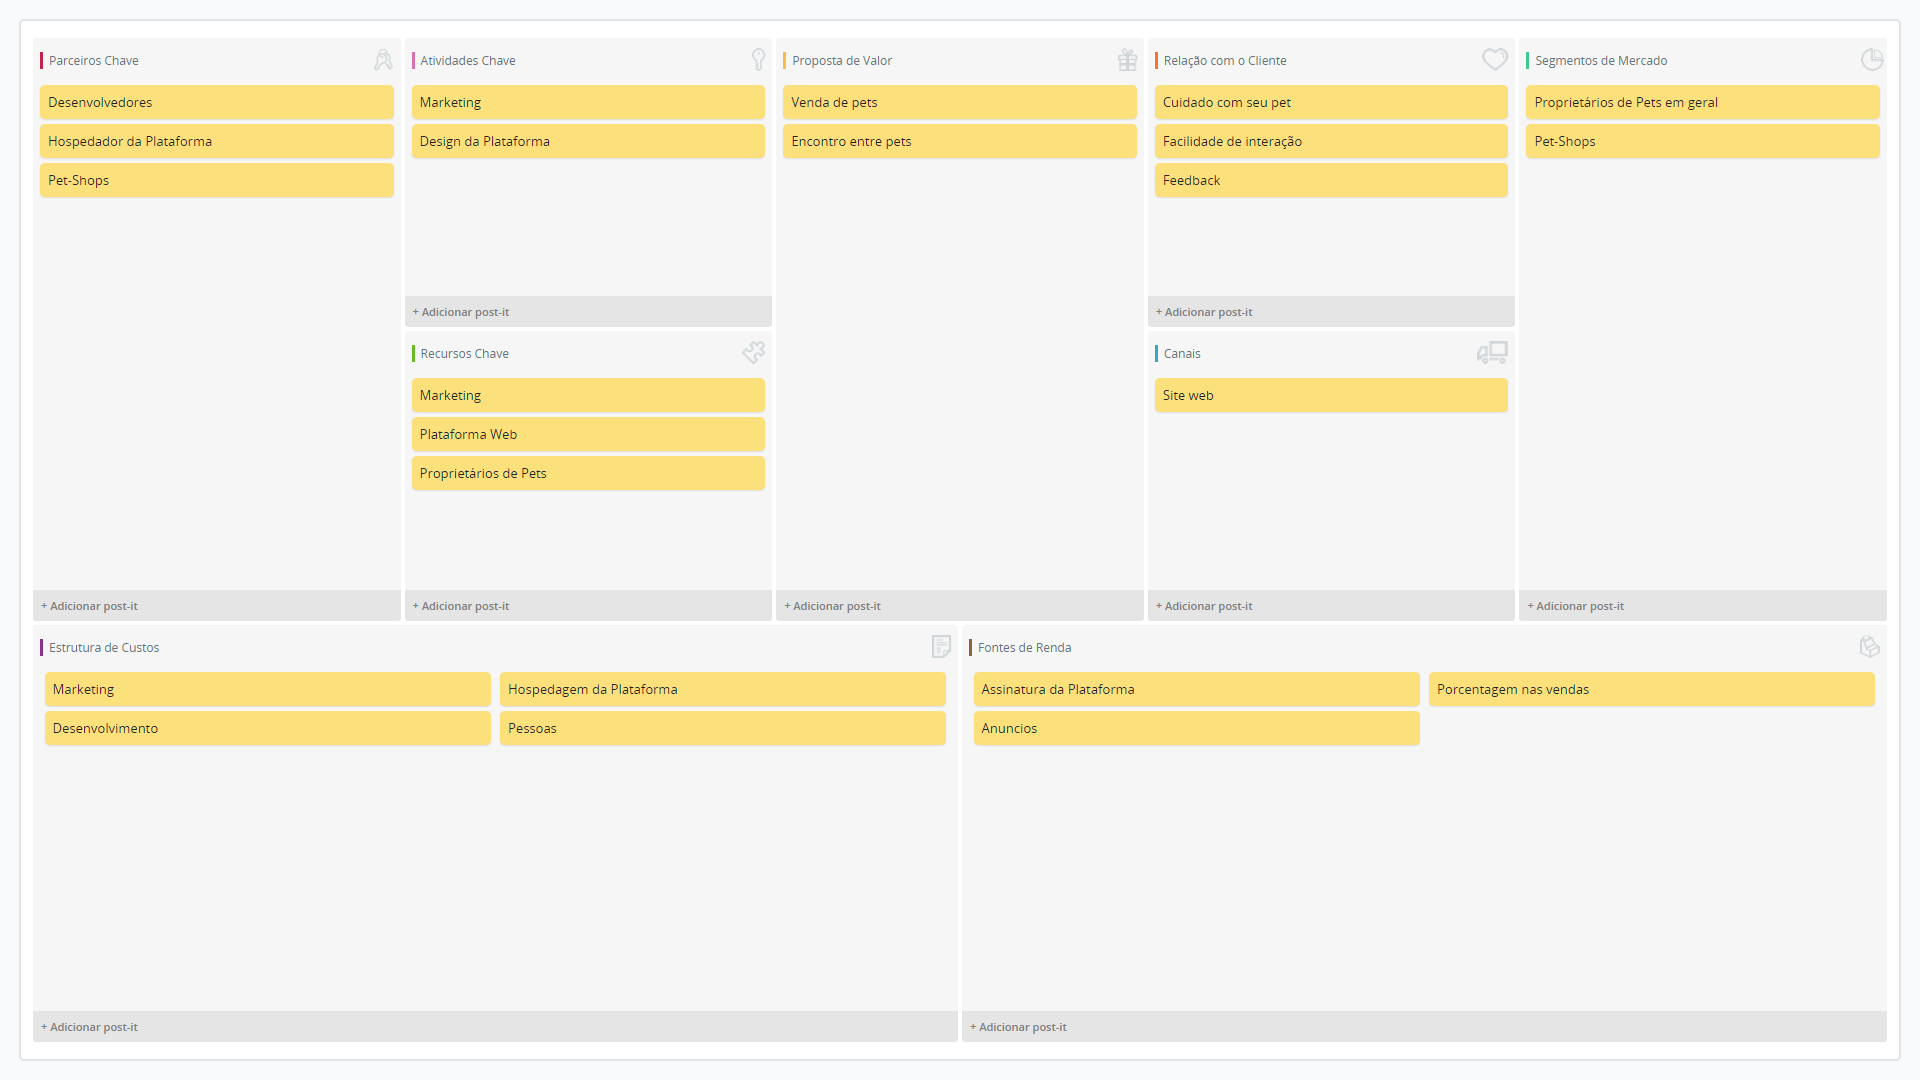 Parceiros Chave
Desenvolvedores
Hospedador da Plataforma
Pet-Shops
+ Adicionar post-it
Atividades Chave
Marketing
Design da Plataforma
+ Adicionar post-it
Recursos Chave
Marketing
Plataforma Web
Proprietários de Pets
+ Adicionar post-it
Proposta de Valor
Venda de pets
Encontro entre pets
+ Adicionar post-it
Relação com o Cliente
Cuidado com seu pet
Facilidade de interação
Feedback
+ Adicionar post-it
Canais
Site web
+ Adicionar post-it
Segmentos de Mercado
Proprietários de Pets em geral
Pet-Shops
+ Adicionar post-it
Estrutura de Custos
Marketing
Hospedagem da Plataforma
Desenvolvimento
Pessoas
+ Adicionar post-it
Fontes de Renda
Assinatura da Plataforma
Porcentagem nas vendas
Anuncios
+ Adicionar post-it